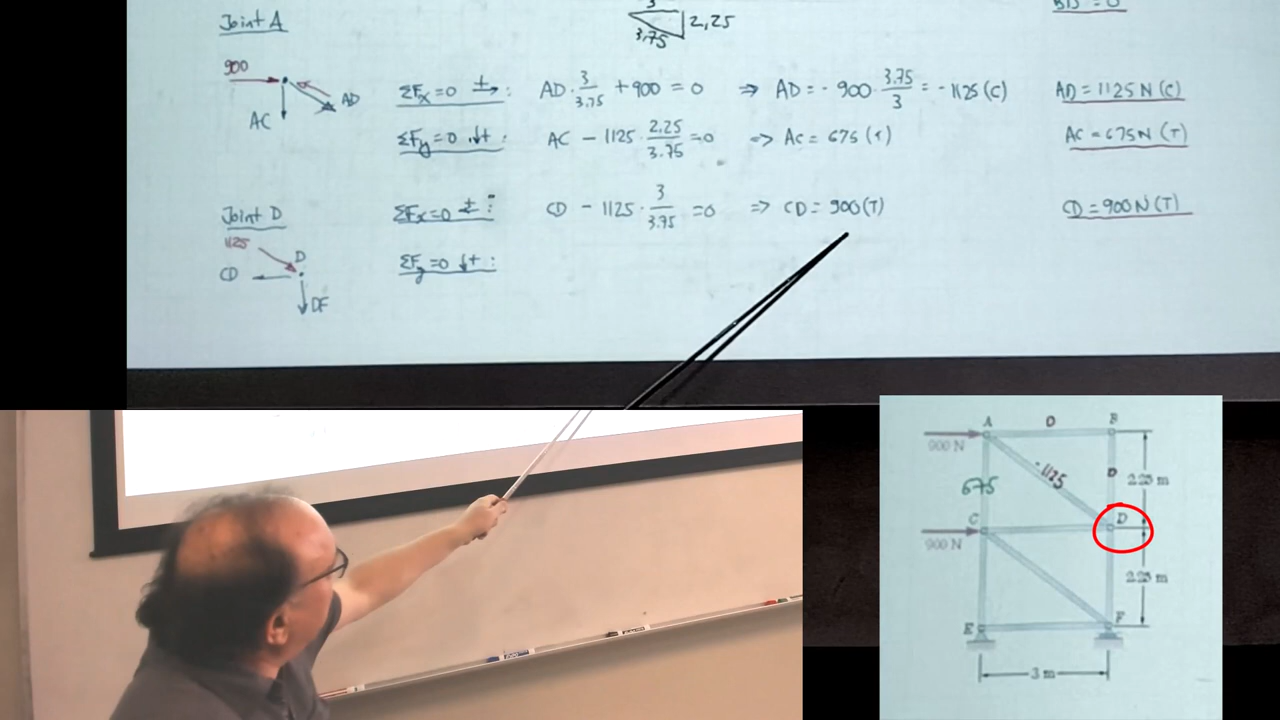 Joint A
3
2,25
3.75
900
AD
AC
ΣFx=0 +→ : AD · 3/3.75 + 900 = 0 ⇒ AD = - 900 · 3.75/3 = - 1125 (C) AD = 1125 N (C)
ΣFy=0 ↓+ : AC - 1125 · 2.25/3.75 = 0 ⇒ AC = 675 (T) AC = 675 N (T)
Joint D
ΣFx=0 +← : CD - 1125 · 3/3.75 = 0 ⇒ CD = 900 (T) CD = 900 N (T)
1125
D
CD
DF
ΣFy=0 ↓+ :
A 0 B
900 N
-1125
0
2.25 m
675
C
D
900 N
2.25 m
E
F
3 m